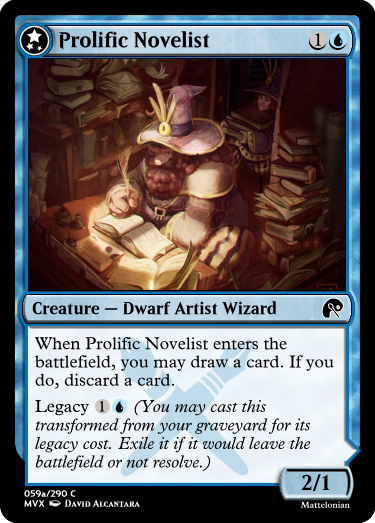 Prolific Novelist 1
Creature — Dwarf Artist Wizard
When Prolific Novelist enters the
battlefield, you may draw a card. If you
do, discard a card.
Legacy 1 (You may cast this
transformed from your graveyard for its
legacy cost. Exile it if it would leave the
battlefield or not resolve.)
2/1
059a/290 C
MVX DAVID ALCANTARA
Mattelonian